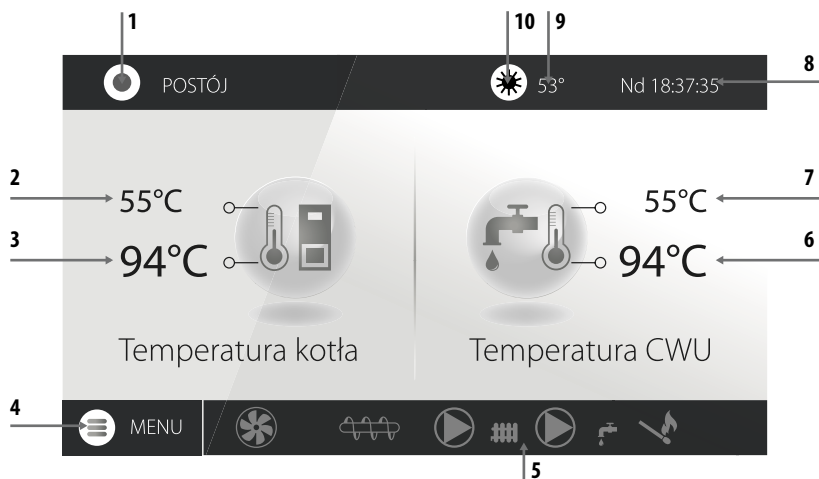 1 10 9
8
POSTÓJ 53° Nd 18:37:35
2 55°C 55°C 7
3 94°C 94°C 6
Temperatura kotła Temperatura CWU
4
MENU
5